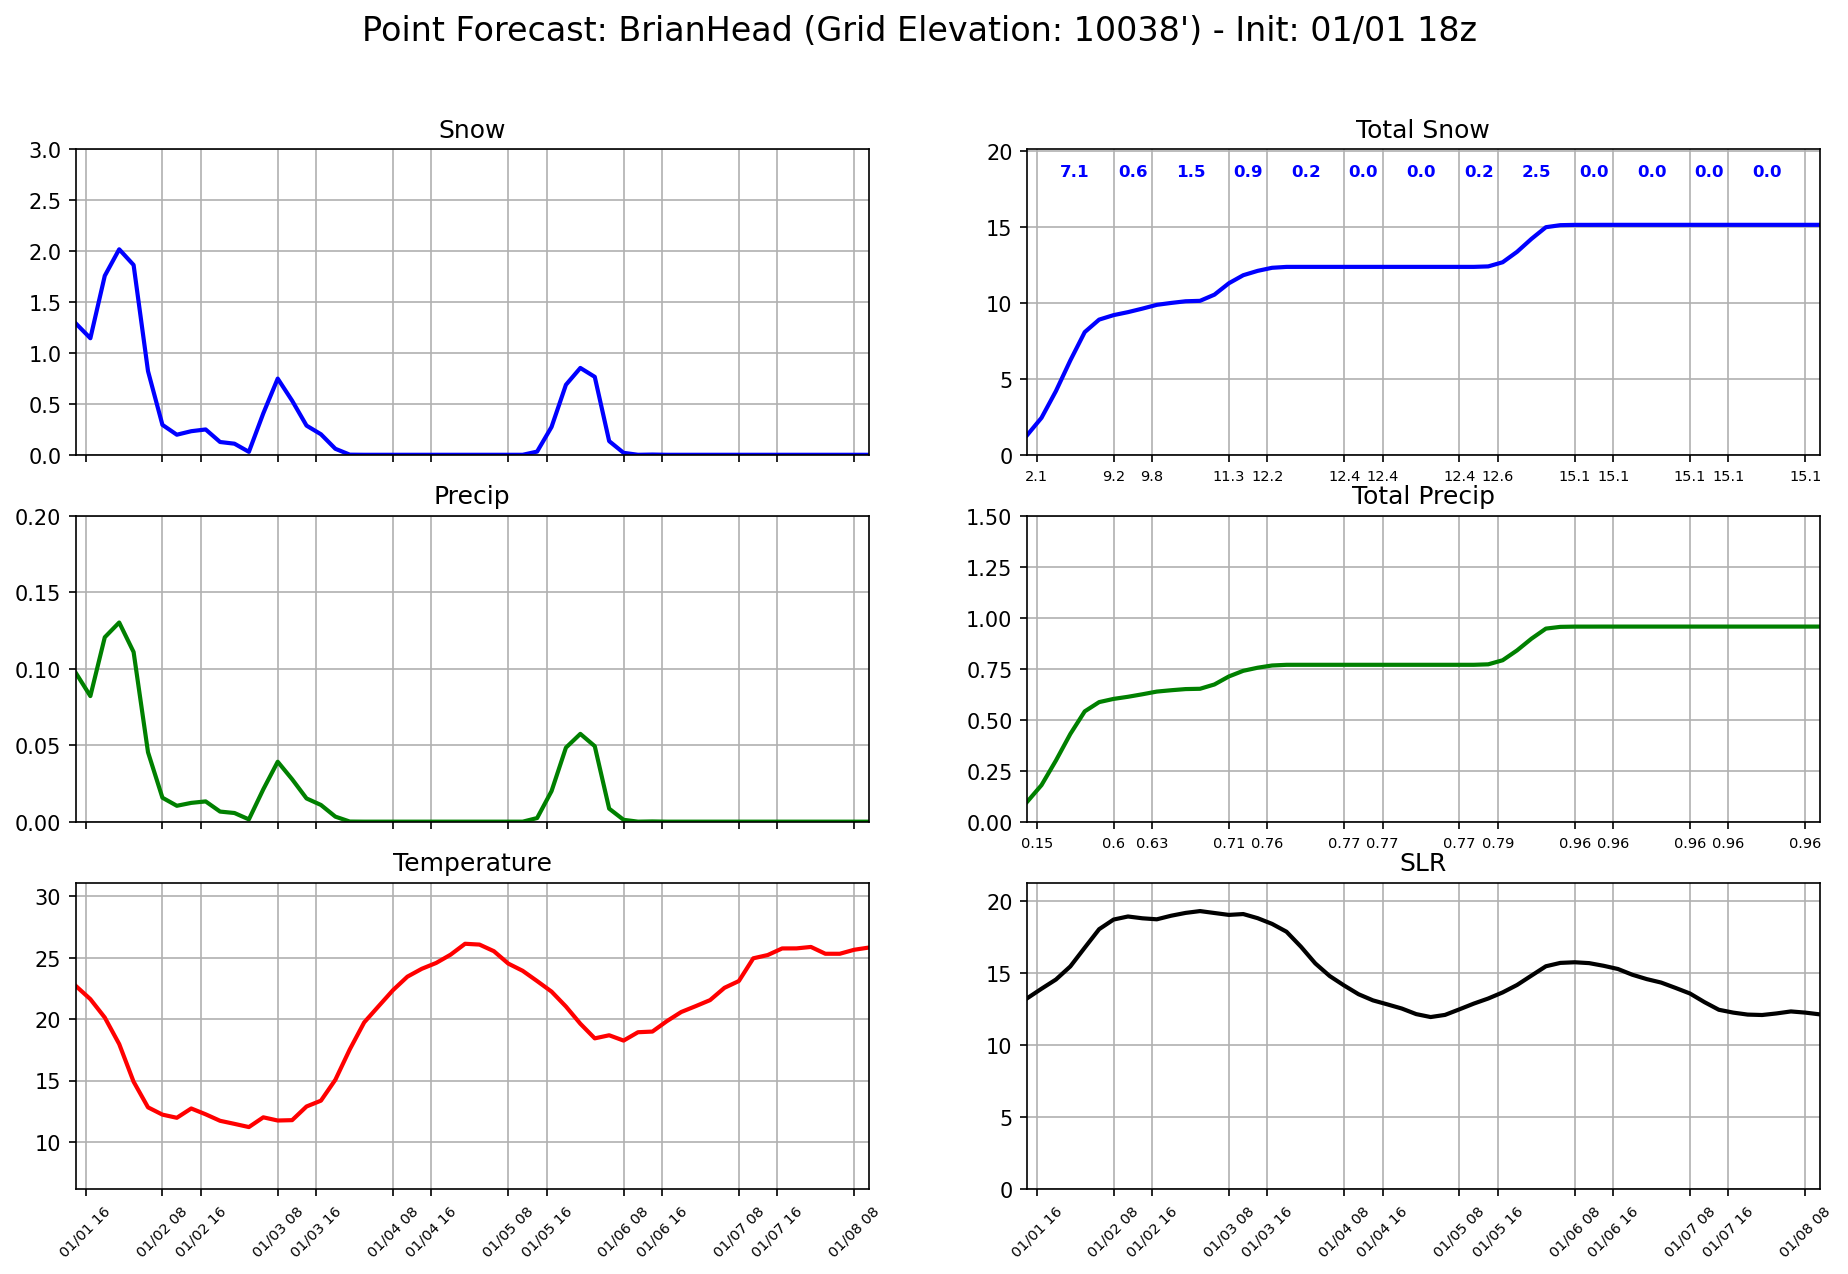 Point Forecast: BrianHead (Grid Elevation: 10038') - Init: 01/01 18z
Snow
3.0
2.5
2.0
1.5
1.0
0.5
0.0
Total Snow
20
15
10
5
0
7.1 0.6 1.5 0.9 0.2 0.0 0.0 0.2 2.5 0.0 0.0 0.0 0.0
2.1 9.2 9.8 11.3 12.2 12.4 12.4 12.4 12.6 15.1 15.1 15.1 15.1 15.1
Precip
0.20
0.15
0.10
0.05
0.00
Total Precip
1.50
1.25
1.00
0.75
0.50
0.25
0.00
0.15 0.6 0.63 0.71 0.76 0.77 0.77 0.77 0.79 0.96 0.96 0.96 0.96 0.96
Temperature
30
25
20
15
10
01/01 16 01/02 08 01/02 16 01/03 08 01/03 16 01/04 08 01/04 16 01/05 08 01/05 16 01/06 08 01/06 16 01/07 08 01/07 16 01/08 08
SLR
20
15
10
5
0
01/01 16 01/02 08 01/02 16 01/03 08 01/03 16 01/04 08 01/04 16 01/05 08 01/05 16 01/06 08 01/06 16 01/07 08 01/07 16 01/08 08